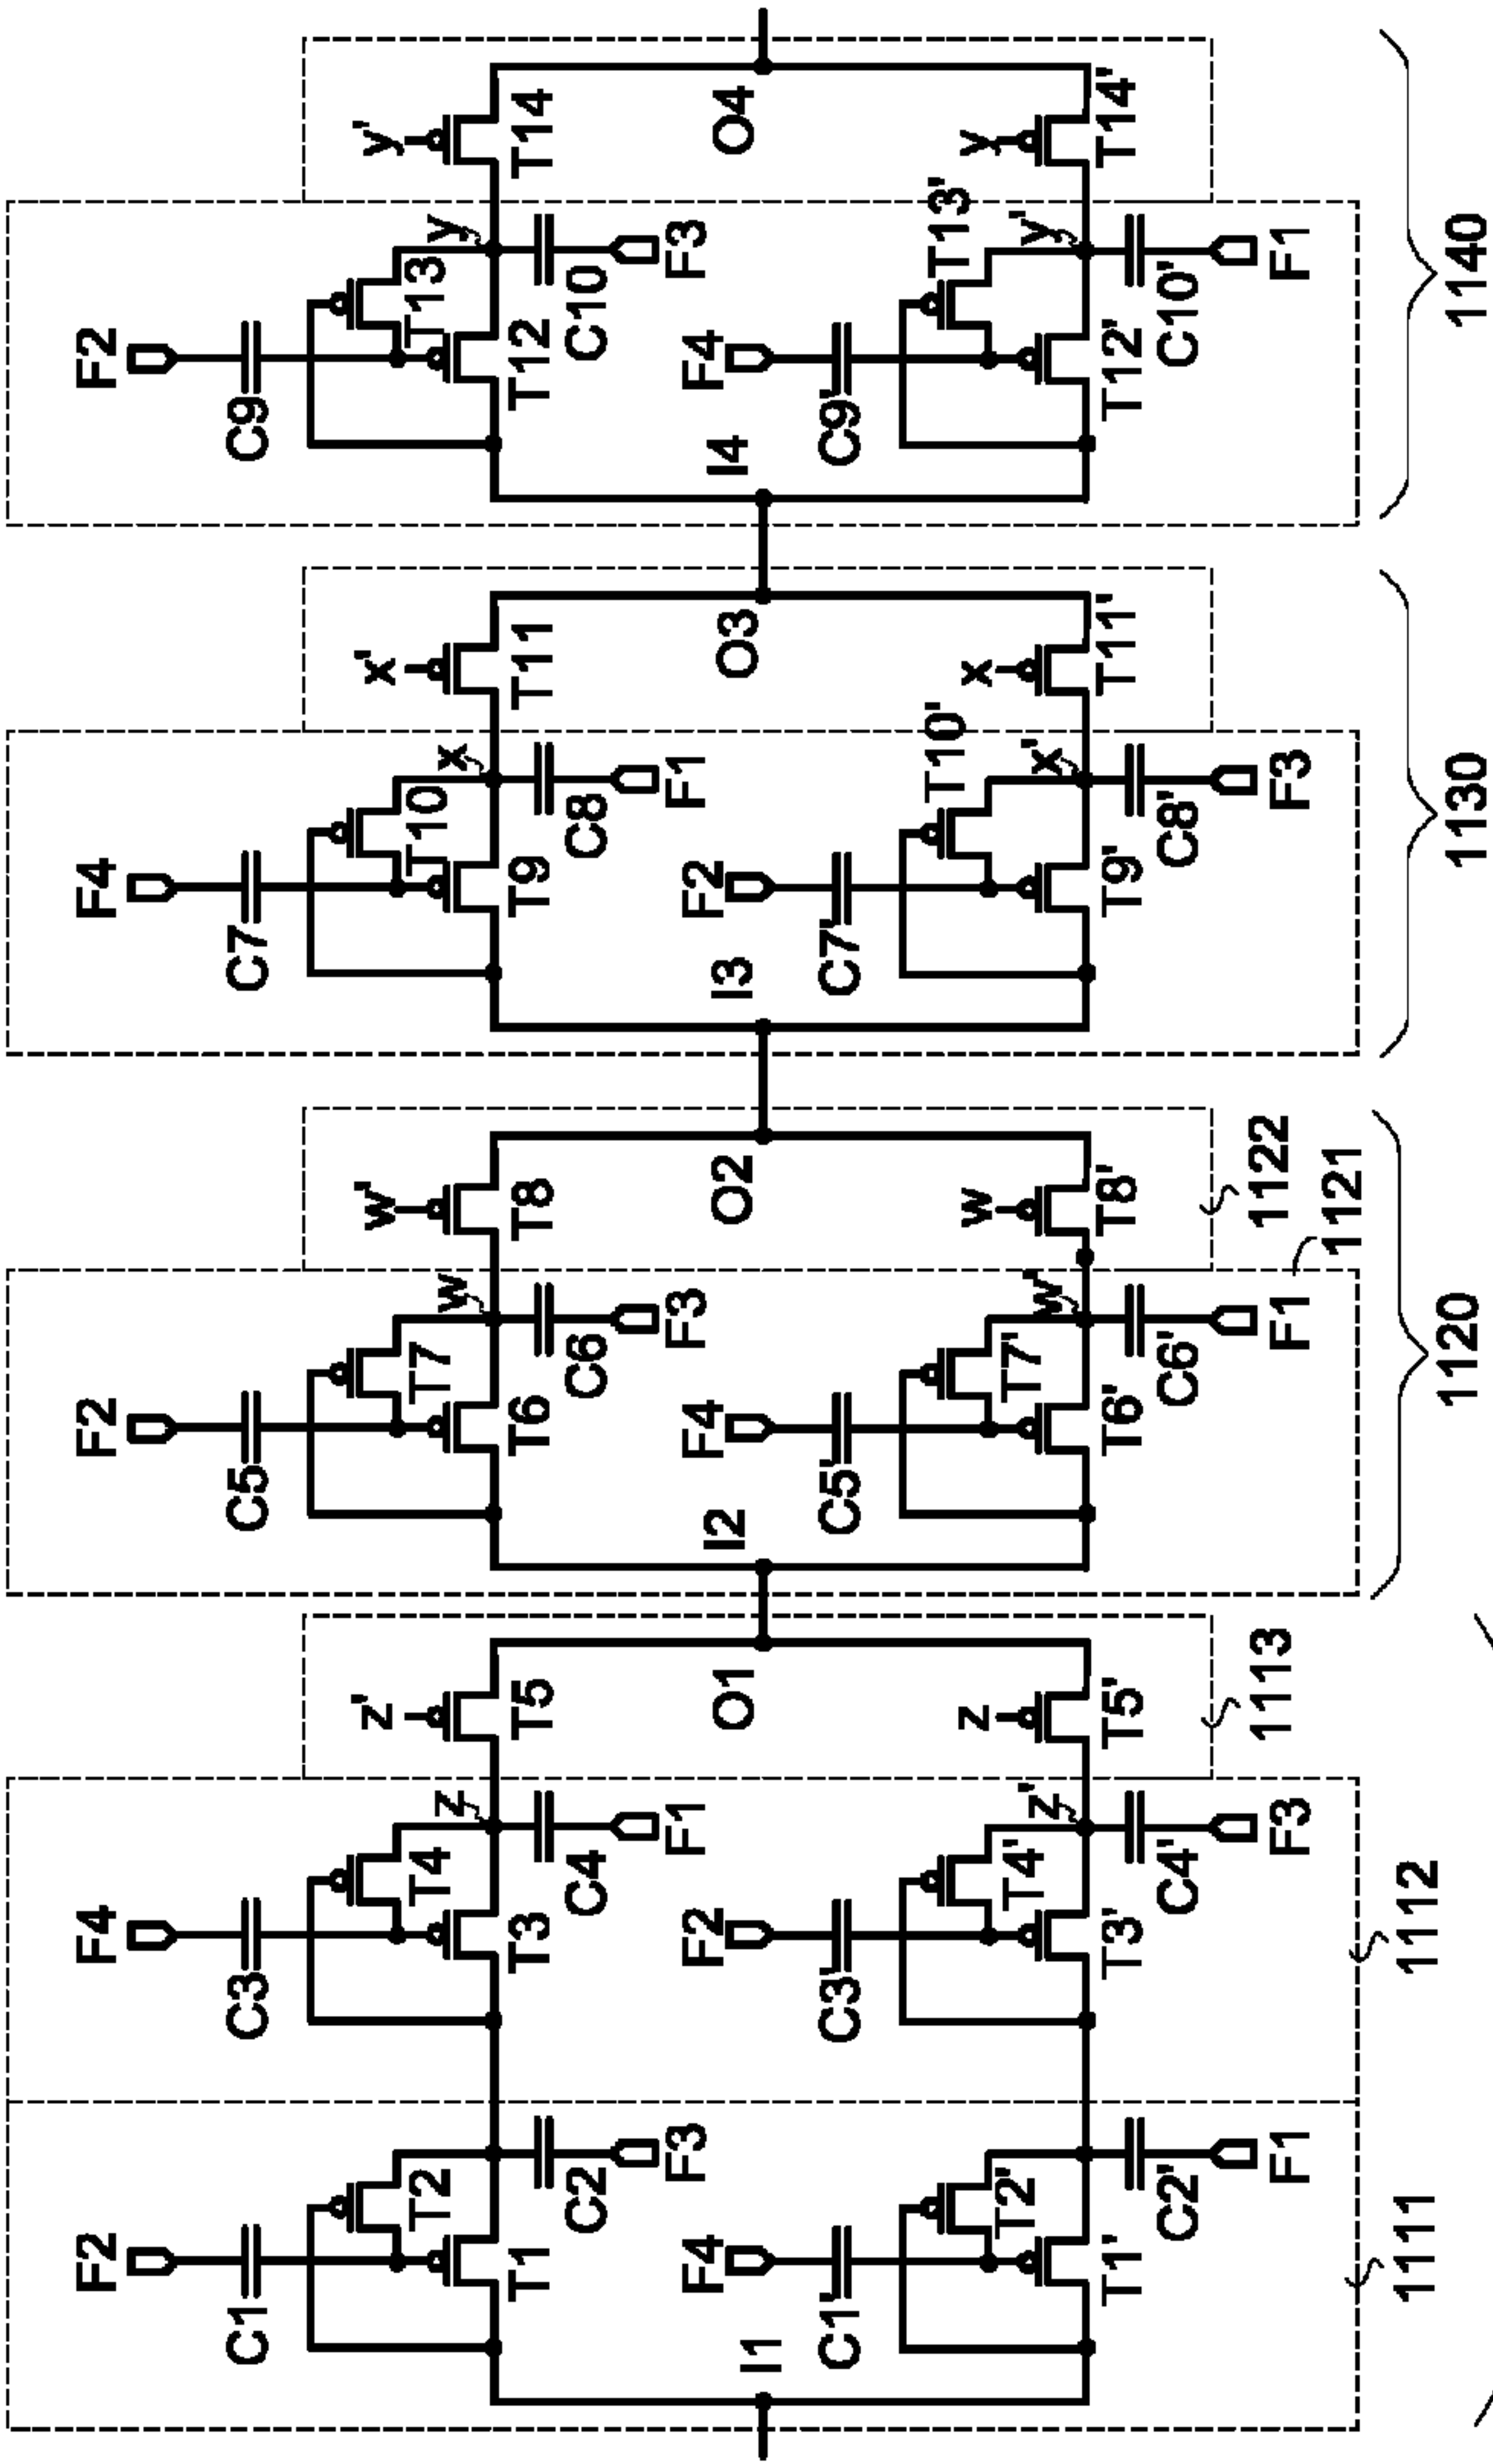 F2
F4
F2
F4
F2
C1
C3
C5
C7
C9
z'
w'
x'
y'
T2
T4
z
T7
w
T10
x
T13
y
T1
T3
T5
T6
T8
T9
T11
T12
T14
C2
C4
C6
C8
C10
F3
F1
F3
F1
F3
F4
F2
F4
F2
F4
I1
O1
I2
O2
I3
O3
I4
O4
C1'
C3'
C5'
C7'
C9'
z
w
x
y
T2'
T4'
z'
T7'
w'
T10'
x'
T13'
y'
T1'
T3'
T5'
T6'
T8'
T9'
T11'
T12'
T14'
C2'
C4'
C6'
C8'
C10'
F1
F3
F1
F3
F1
1113
1122
1111
1112
1121
1120
1130
1140